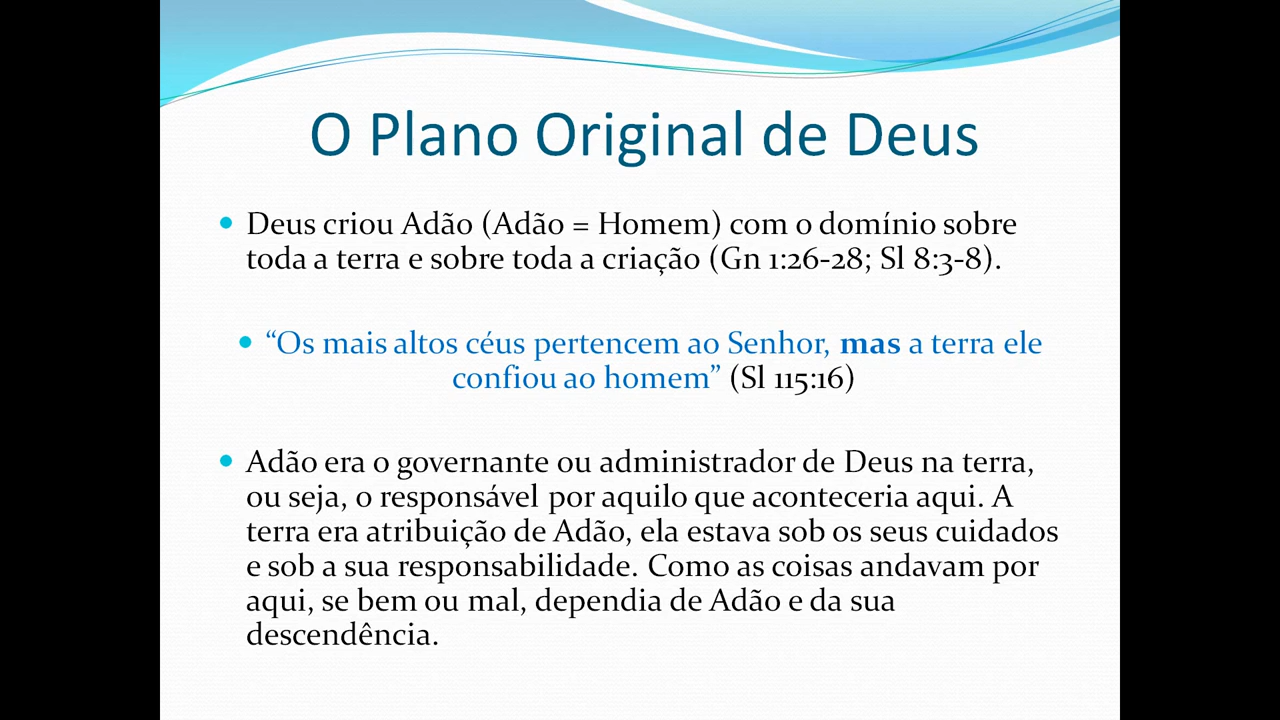 O Plano Original de Deus
• Deus criou Adão (Adão = Homem) com o domínio sobre
toda a terra e sobre toda a criação (Gn 1:26-28; Sl 8:3-8).
• “Os mais altos céus pertencem ao Senhor, mas a terra ele
confiou ao homem” (Sl 115:16)
• Adão era o governante ou administrador de Deus na terra,
ou seja, o responsável por aquilo que aconteceria aqui. A
terra era atribuição de Adão, ela estava sob os seus cuidados
e sob a sua responsabilidade. Como as coisas andavam por
aqui, se bem ou mal, dependia de Adão e da sua
descendência.